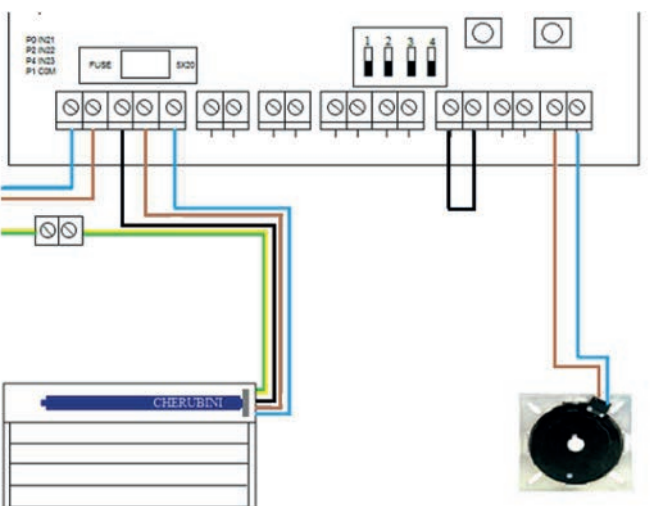 P0 IN21
P2 IN22
P4 IN23
P1 COM
FUSE 5X20
1 2 3 4
CHERUBINI